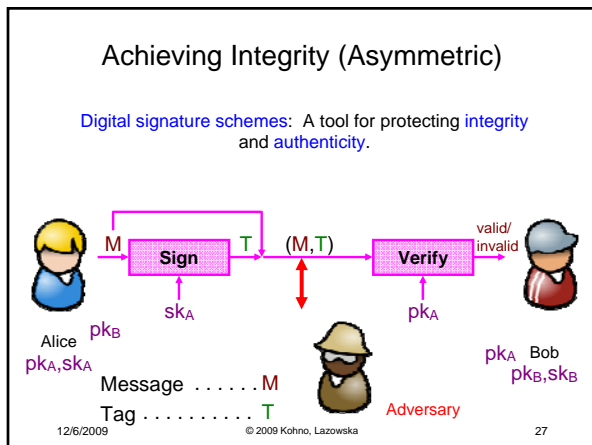 Achieving Integrity (Asymmetric)
Digital signature schemes: A tool for protecting integrity
and authenticity.
M
Sign
T
(M,T)
Verify
valid/
invalid
skA
pkA
Alice
pkB
pkA,skA
pkA
Bob
pkB,skB
Message . . . . . . M
Tag . . . . . . . . . . T
Adversary
12/6/2009
© 2009 Kohno, Lazowska
27